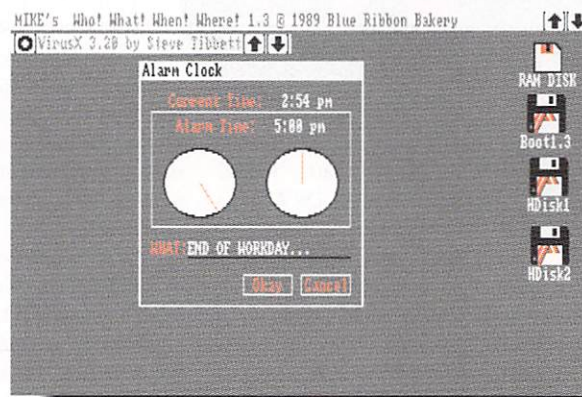 MIKE's Who! What! When! Where! 1.3 © 1989 Blue Ribbon Bakery
VirusX 3.20 by Steve Tibbett
Alarm Clock
Current Time: 2:54 pm
Alarm Time: 5:00 pm
WHAT: END OF WORKDAY...
Okay Cancel
RAM DISK
Boot1.3
HDisk1
HDisk2